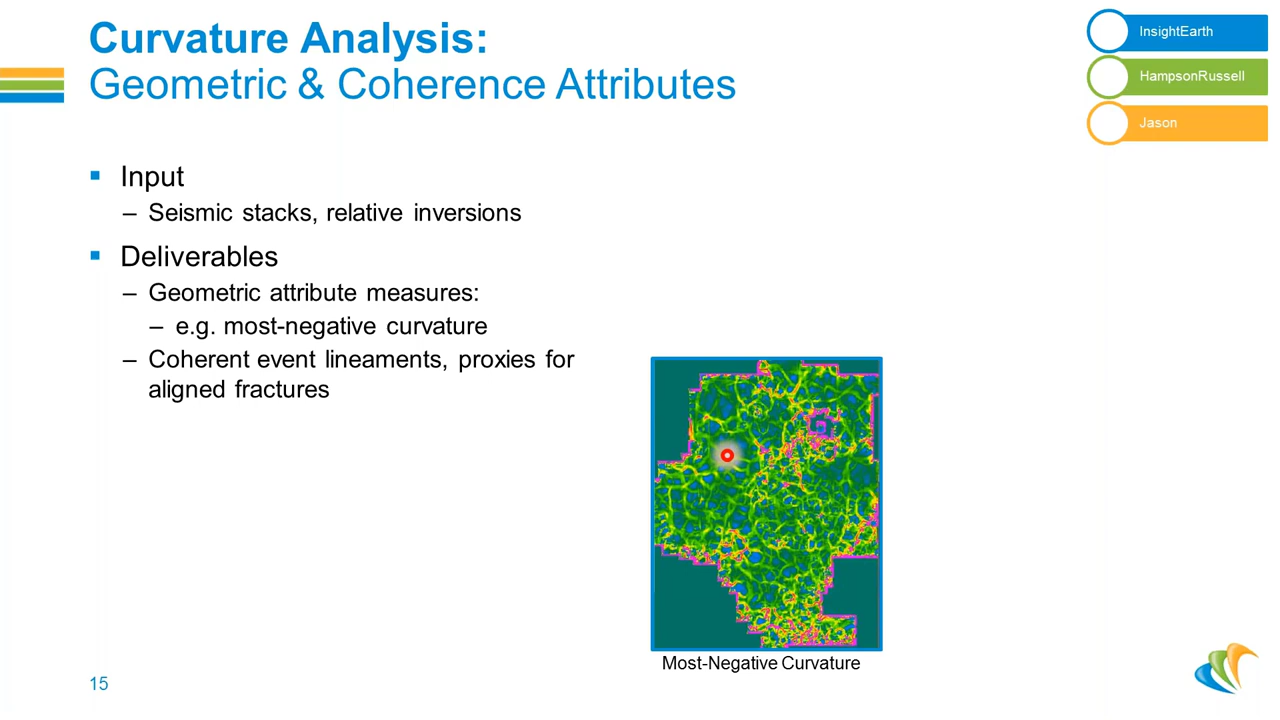 Curvature Analysis:
Geometric & Coherence Attributes
InsightEarth
HampsonRussell
Jason
▪ Input
– Seismic stacks, relative inversions
▪ Deliverables
– Geometric attribute measures:
– e.g. most-negative curvature
– Coherent event lineaments, proxies for
aligned fractures
Most-Negative Curvature
15